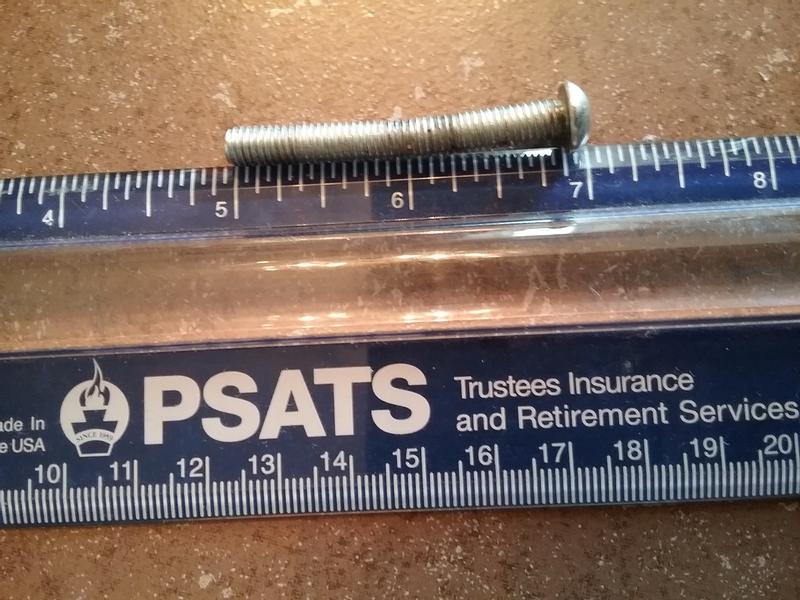 4 5 6 7 8
PSATS
Trustees Insurance
and Retirement Services
ade In
e USA
SINCE 1959
10 11 12 13 14 15 16 17 18 19 20